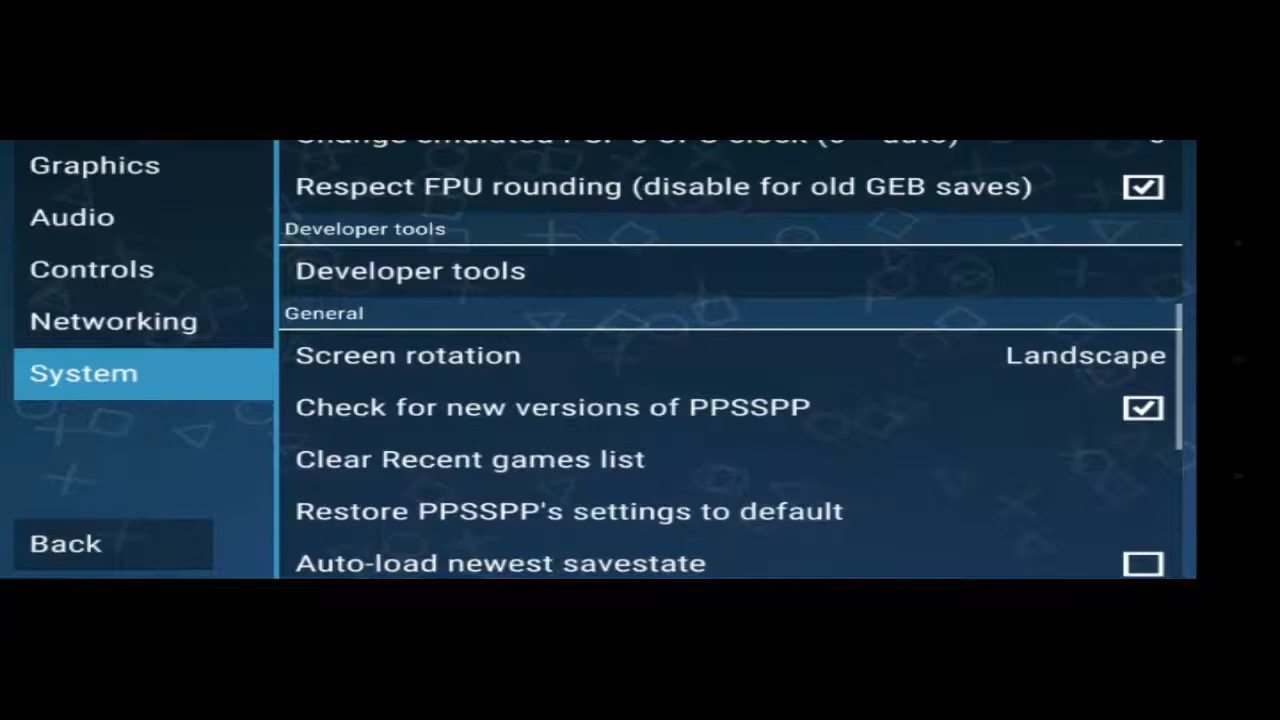 Graphics
Audio
Controls
Networking
System
Back
Respect FPU rounding (disable for old GEB saves)
Developer tools
Developer tools
General
Screen rotation Landscape
Check for new versions of PPSSPP
Clear Recent games list
Restore PPSSPP's settings to default
Auto-load newest savestate